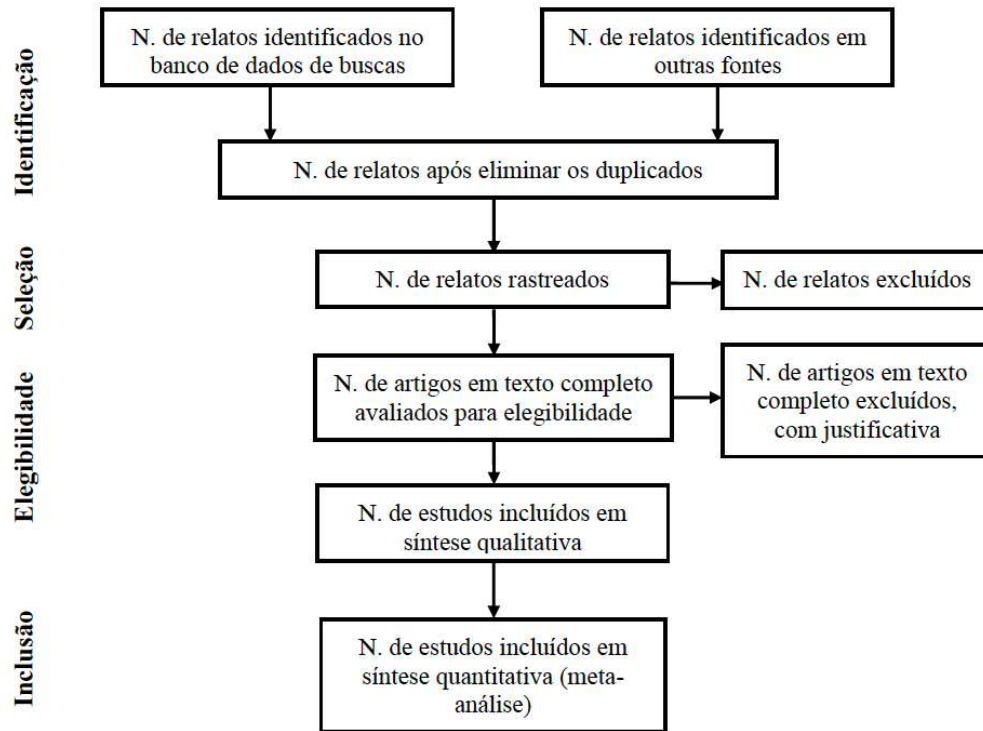 Identificação
N. de relatos identificados no
banco de dados de buscas
N. de relatos identificados em
outras fontes
N. de relatos após eliminar os duplicados
Seleção
N. de relatos rastreados
N. de relatos excluídos
Elegibilidade
N. de artigos em texto completo
avaliados para elegibilidade
N. de artigos em texto
completo excluídos,
com justificativa
N. de estudos incluídos em
síntese qualitativa
Inclusão
N. de estudos incluídos em
síntese quantitativa (meta-
análise)